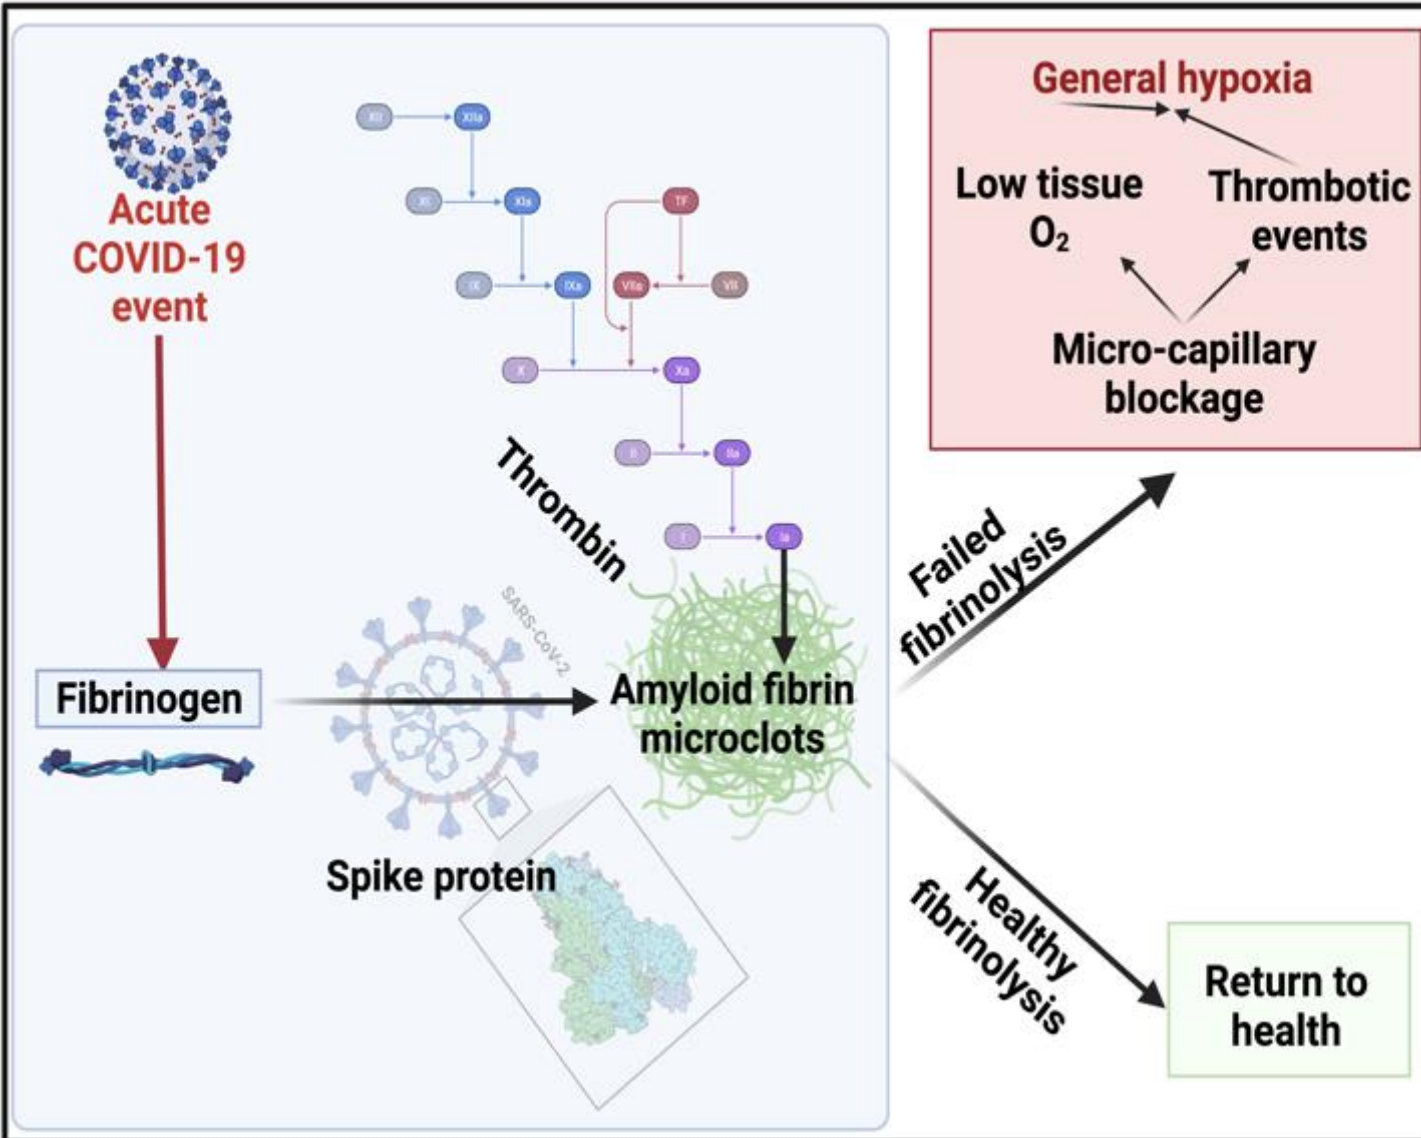 Acute
COVID-19
event
XII
XIIa
XI
XIa
TF
IX
IXa
VIIa
VII
X
Xa
II
IIa
I
Ia
Thrombin
SARS-CoV-2
Fibrinogen
Amyloid fibrin
microclots
Spike protein
General hypoxia
Low tissue
O₂
Thrombotic
events
Micro-capillary
blockage
Failed
fibrinolysis
Healthy
fibrinolysis
Return to
health